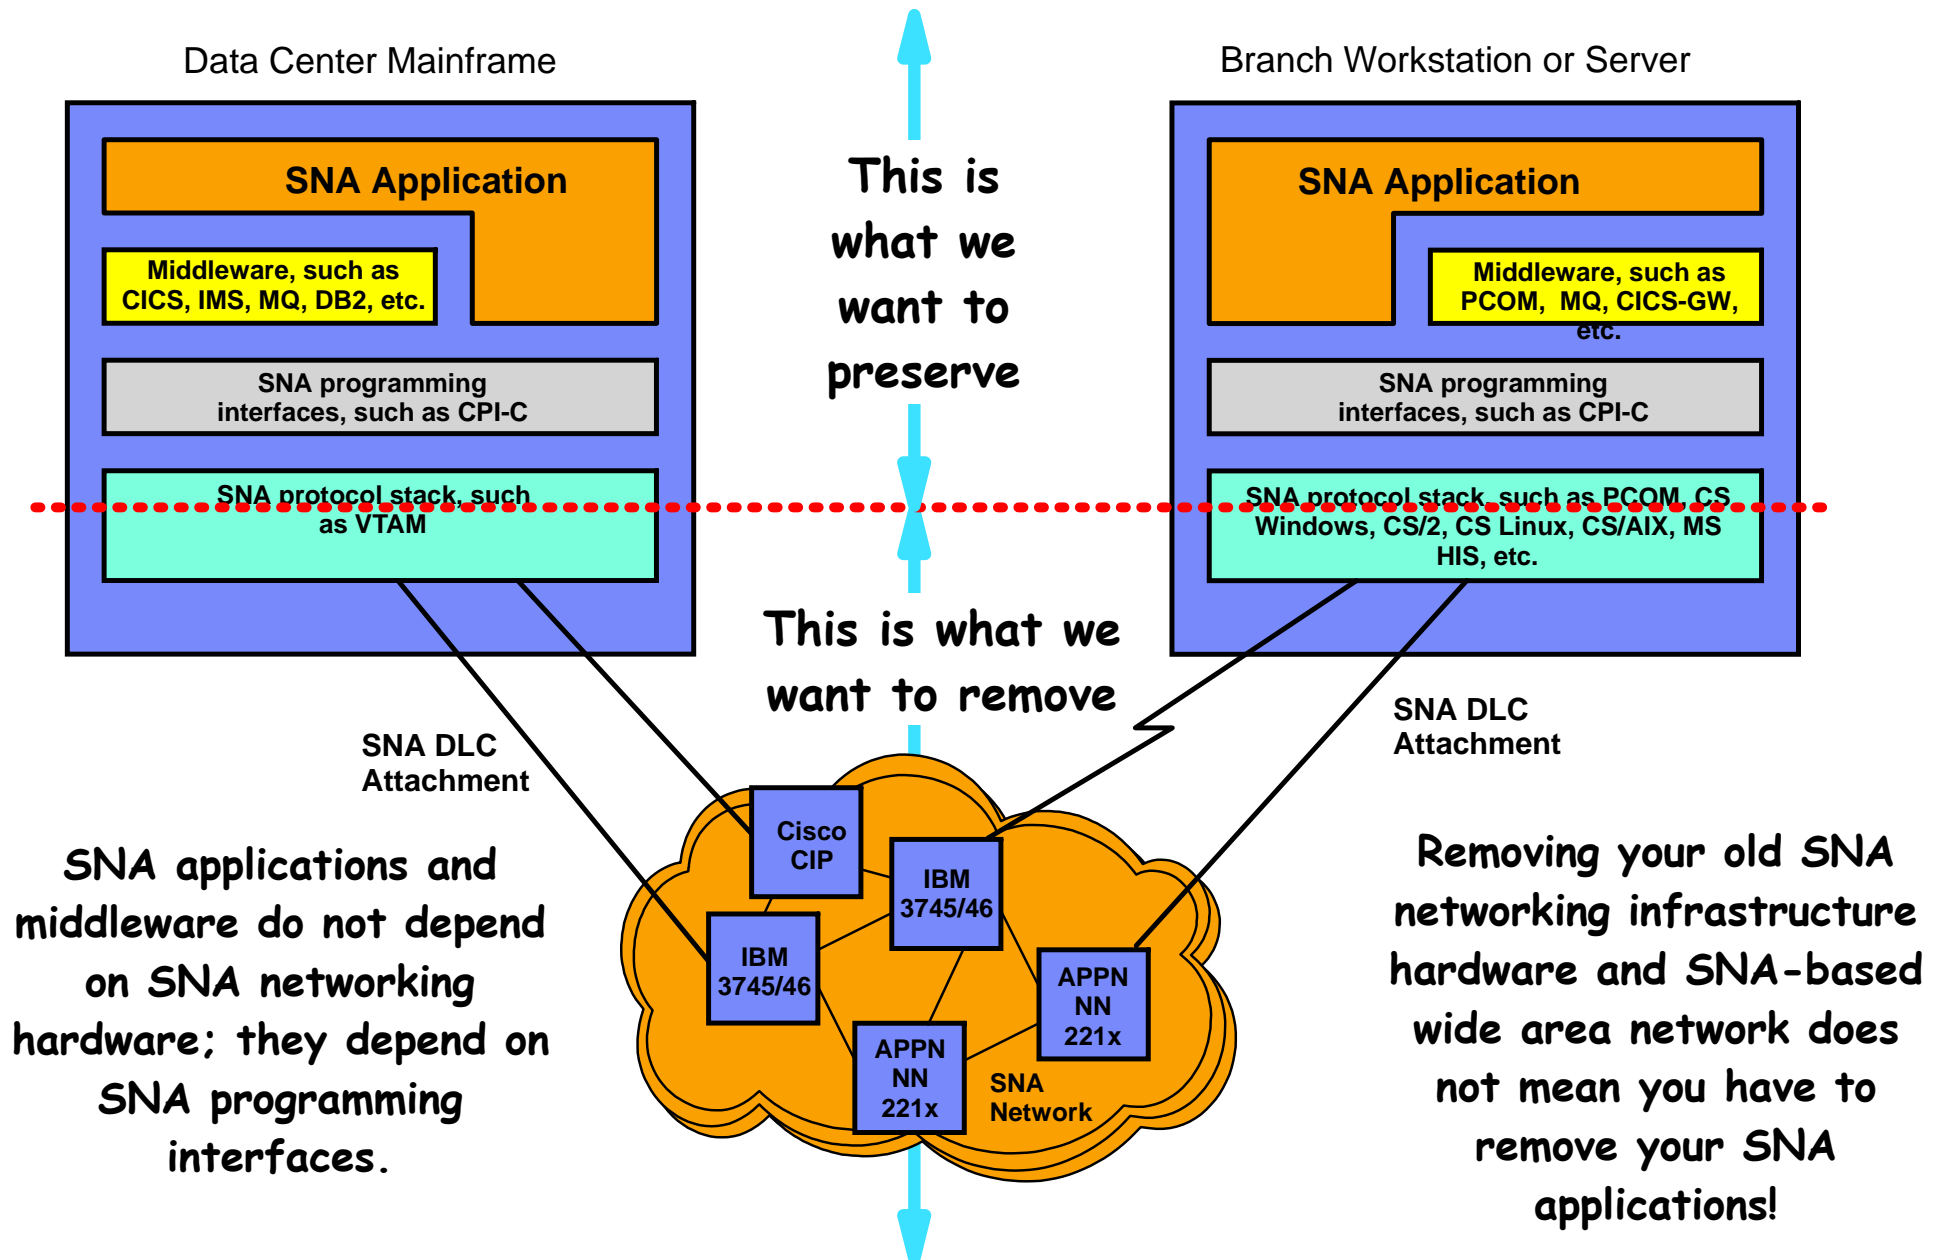 Data Center Mainframe
Branch Workstation or Server
SNA Application
Middleware, such as
CICS, IMS, MQ, DB2, etc.
SNA programming
interfaces, such as CPI-C
SNA protocol stack, such
as VTAM
This is
what we
want to
preserve
SNA Application
Middleware, such as
PCOM, MQ, CICS-GW,
etc.
SNA programming
interfaces, such as CPI-C
SNA protocol stack, such as PCOM, CS
Windows, CS/2, CS Linux, CS/AIX, MS
HIS, etc.
This is what we
want to remove
SNA DLC
Attachment
SNA DLC
Attachment
Cisco
CIP
IBM
3745/46
IBM
3745/46
APPN
NN
221x
APPN
NN
221x
SNA
Network
SNA applications and
middleware do not depend
on SNA networking
hardware; they depend on
SNA programming
interfaces.
Removing your old SNA
networking infrastructure
hardware and SNA-based
wide area network does
not mean you have to
remove your SNA
applications!